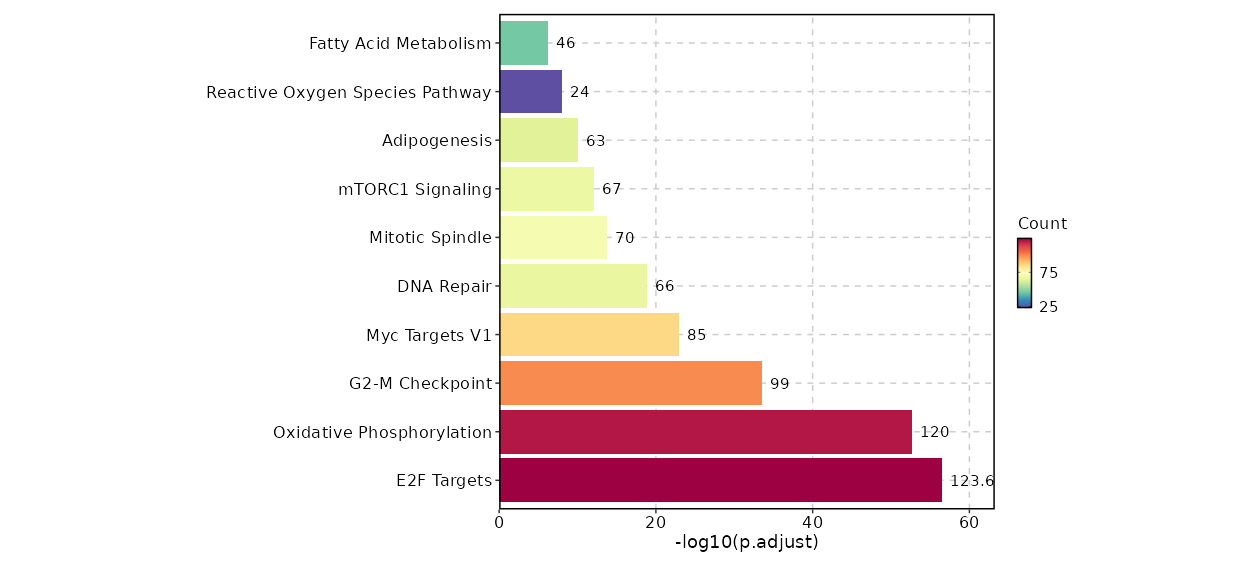 Fatty Acid Metabolism 46
Reactive Oxygen Species Pathway 24
Adipogenesis 63
mTORC1 Signaling 67
Mitotic Spindle 70
DNA Repair 66
Myc Targets V1 85
G2-M Checkpoint 99
Oxidative Phosphorylation 120
E2F Targets 123.6
0 20 40 60
-log10(p.adjust)
Count
75
25